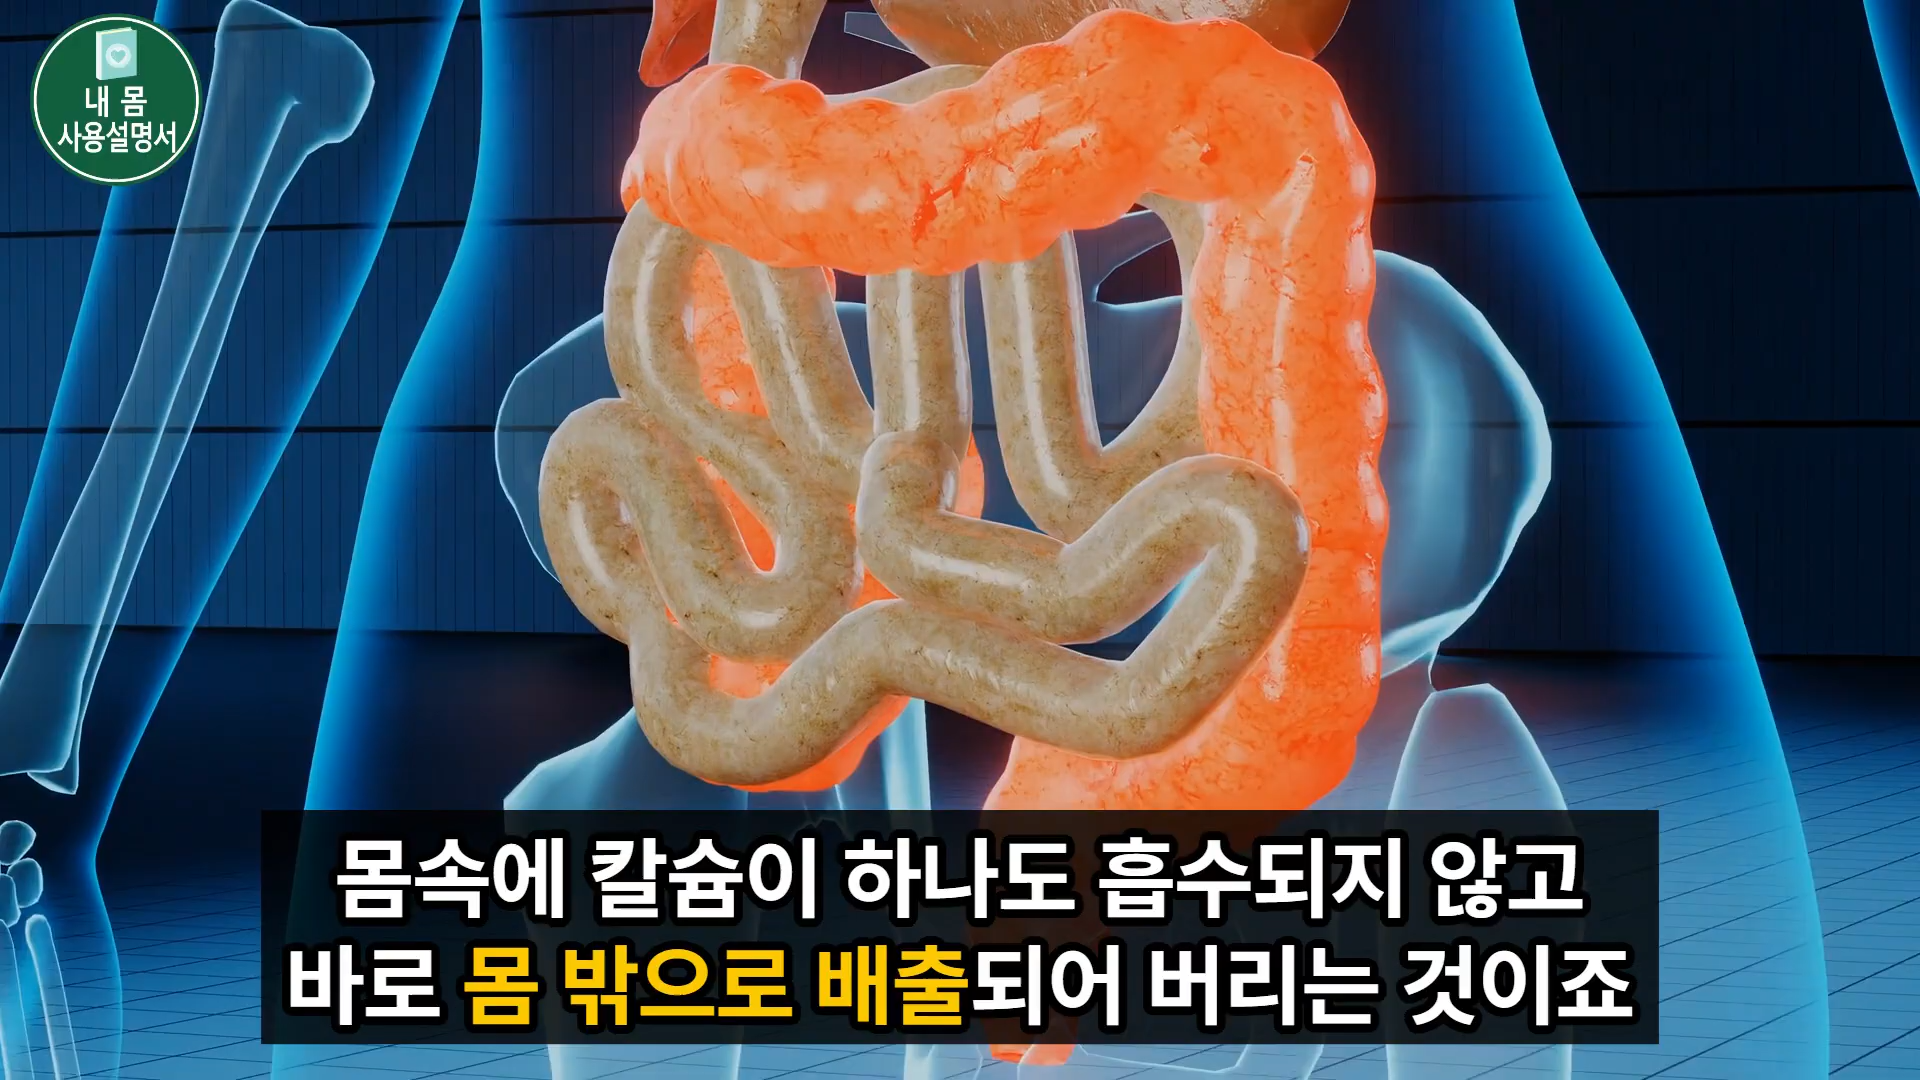 내 몸
사용설명서
몸속에 칼슘이 하나도 흡수되지 않고
바로 몸 밖으로 배출되어 버리는 것이죠